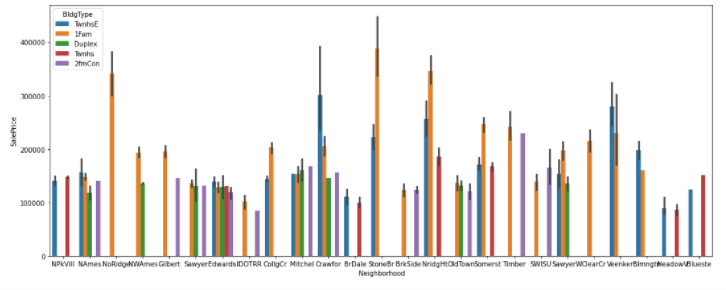 BldgType
TwnhsE
1Fam
Duplex
Twnhs
2fmCon
SalePrice
400000
300000
200000
100000
0
NPkVill NAmes NoRidge NWAmes Gilbert Sawyer Edwards IDOTRR CollgCr Mitchel Crawfor BrDale StoneBr BrkSide NridgHt OldTown Somerst Timber SWISU SawyerW ClearCr Veenker Blmngtn MeadowV Blueste
Neighborhood